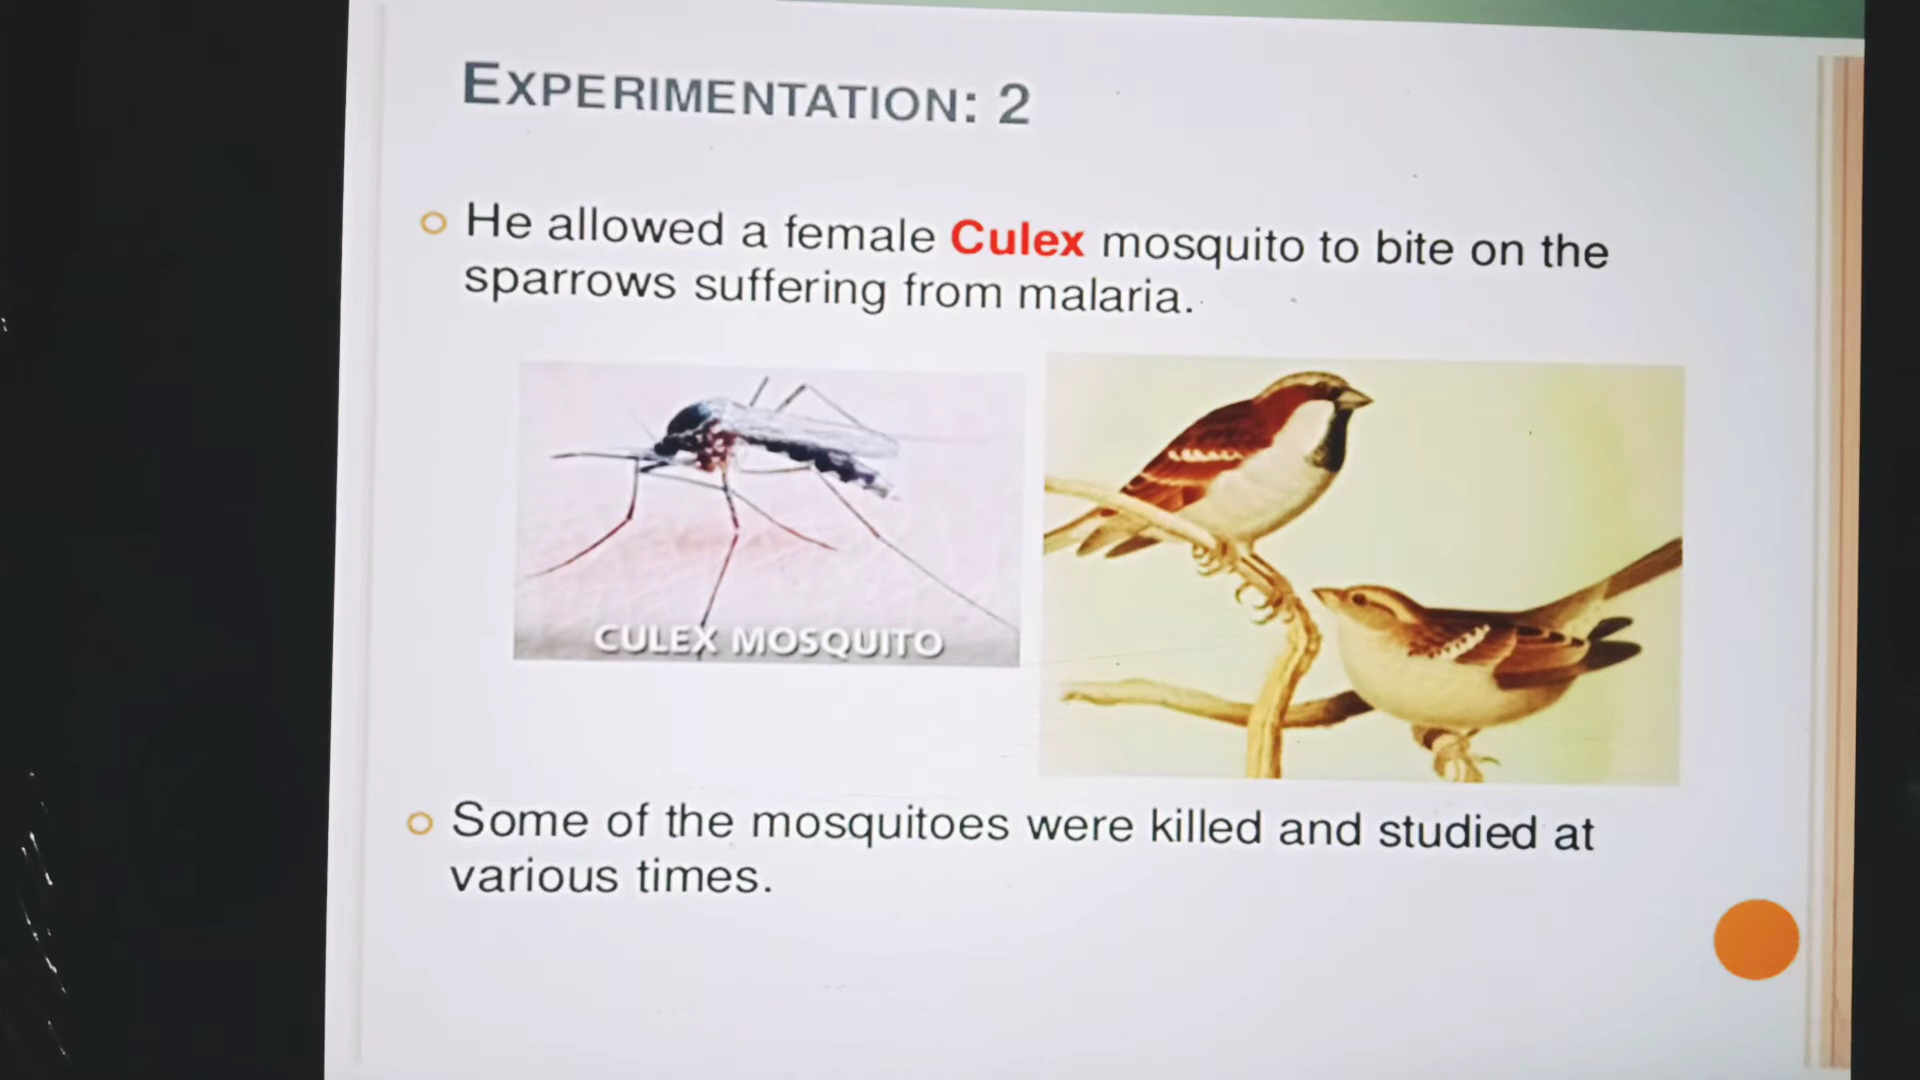 EXPERIMENTATION: 2
He allowed a female Culex mosquito to bite on the
sparrows suffering from malaria.
CULEX MOSQUITO
Some of the mosquitoes were killed and studied at
various times.